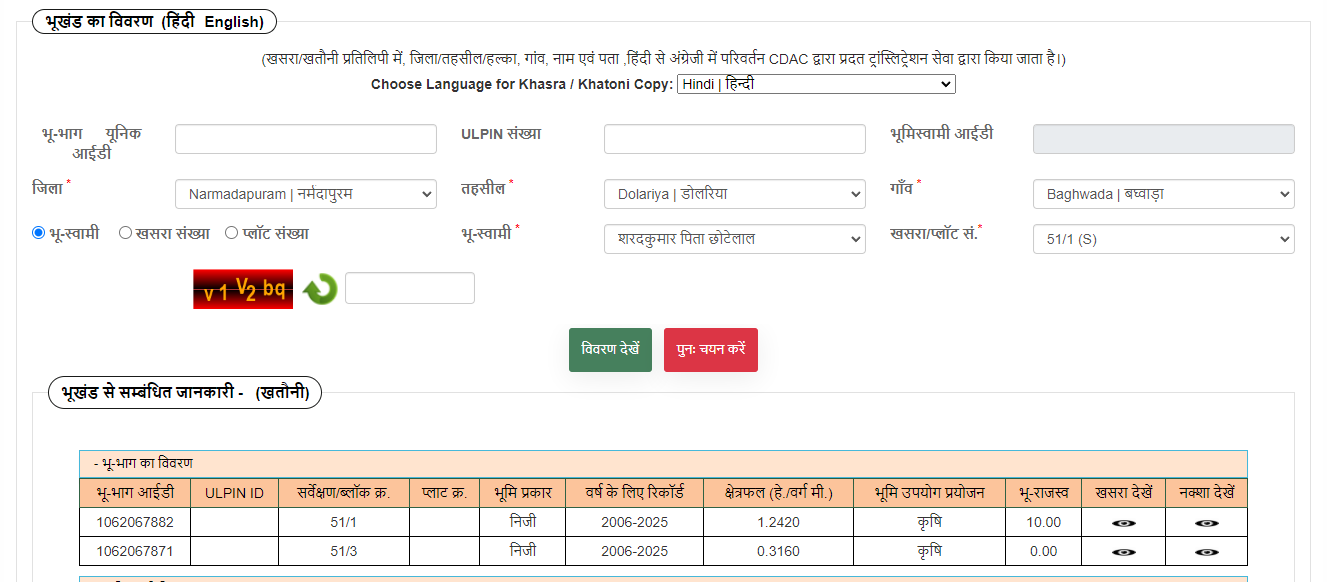 भूखंड का विवरण (हिंदी English)
(खसरा/खतौनी प्रतिलिपी में, जिला/तहसील/हल्का, गांव, नाम एवं पता ,हिंदी से अंग्रेजी में परिवर्तन CDAC द्वारा प्रदत ट्रांस्लिट्रेशन सेवा द्वारा किया जाता है।)
Choose Language for Khasra / Khatoni Copy: Hindi | हिन्दी
भू-भाग यूनिक आईडी ULPIN संख्या भूमिस्वामी आईडी
जिला * Narmadapuram | नर्मदापुरम तहसील * Dolariya | डोलरिया गाँव * Baghwada | बघ्वाड़ा
भू-स्वामी खसरा संख्या प्लॉट संख्या भू-स्वामी * शरदकुमार पिता छोटेलाल खसरा/प्लॉट सं.* 51/1 (S)
v 1 V2 bq
विवरण देखें पुनः चयन करें
भूखंड से सम्बंधित जानकारी - (खतौनी)
- भू-भाग का विवरण
भू-भाग आईडी ULPIN ID सर्वेक्षण/ब्लॉक क्र. प्लाट क्र. भूमि प्रकार वर्ष के लिए रिकॉर्ड क्षेत्रफल (हे./वर्ग मी.) भूमि उपयोग प्रयोजन भू-राजस्व खसरा देखें नक्शा देखें
1062067882 51/1 निजी 2006-2025 1.2420 कृषि 10.00
1062067871 51/3 निजी 2006-2025 0.3160 कृषि 0.00